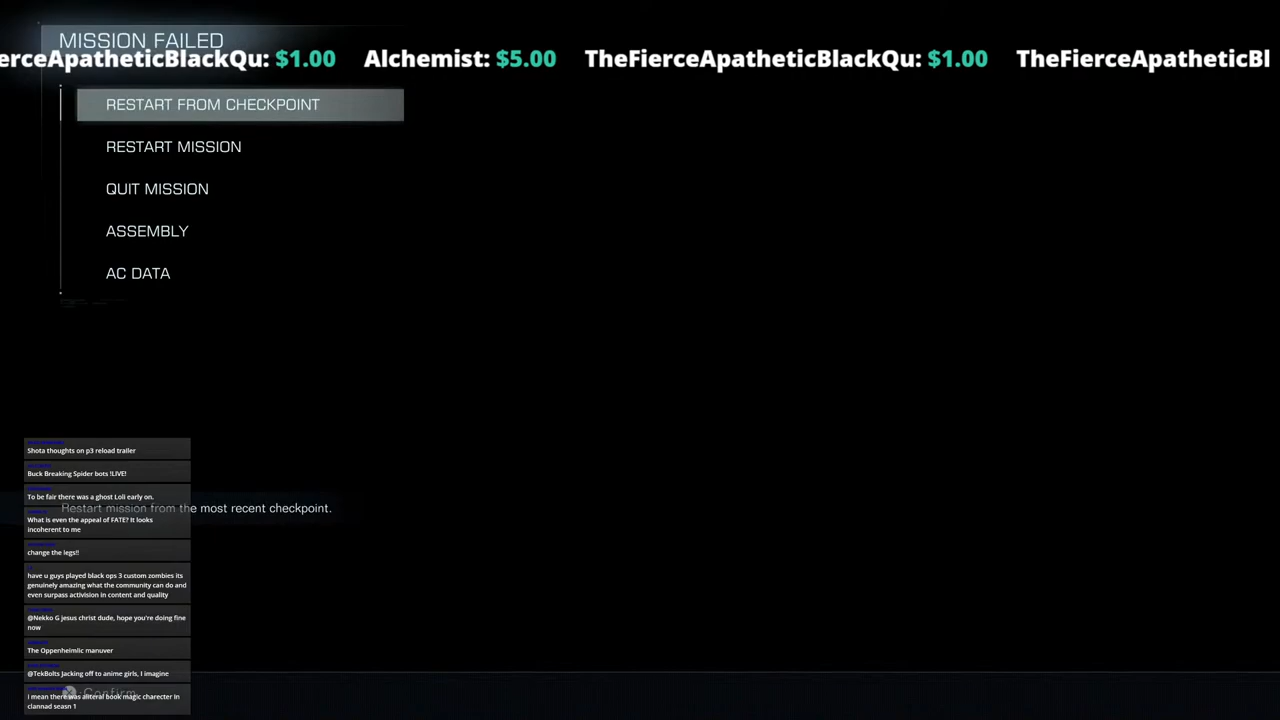 MISSION FAILED
erceApatheticBlackQu: $1.00 Alchemist: $5.00 TheFierceApatheticBlackQu: $1.00 TheFierceApatheticBl
RESTART FROM CHECKPOINT
RESTART MISSION
QUIT MISSION
ASSEMBLY
AC DATA
Shota thoughts on p3 reload trailer
Buck Breaking Spider bots !LIVE!
To be fair there was a ghost Loli early on.
Restart mission from the most recent checkpoint.
What is even the appeal of FATE? It looks
incoherent to me
change the legs!!
have u guys played black ops 3 custom zombies its
genuinely amazing what the community can do and
even surpass activision in content and quality
@Nekko G jesus christ dude, hope you're doing fine
now
The Oppenheimlic manuver
@TekBolts Jacking off to anime girls, I imagine
Confirm
I mean there was aliteral book magic charecter in
clannad seasn 1